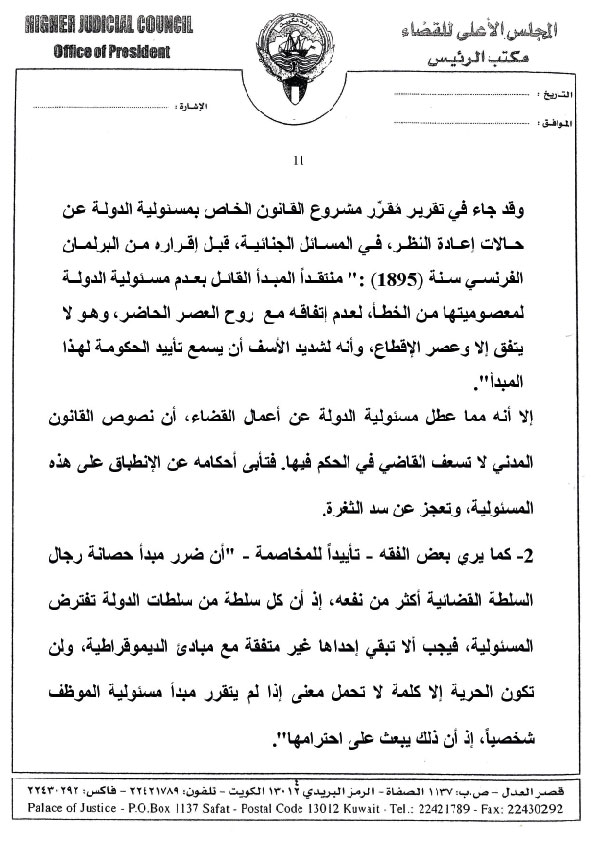 HIGHER JUDICIAL COUNCIL
Office of President
المجلس الأعلى للقضاء
مكتب الرئيس
التـاريخ :
الموافق :
الإشارة :
11
وقد جاء في تقرير مُقرِّر مشروع القانون الخاص بمسئولية الدولة عن
حالات إعادة النظر، في المسائل الجنائية، قبل إقراره من البرلمان
الفرنسي سنة (1895) :" منتقداً المبدأ القائل بعدم مسئولية الدولة
لمعصوميتها من الخطأ، لعدم إتفاقه مع روح العصر الحاضر، وهو لا
يتفق إلا وعصر الإقطاع، وأنه لشديد الأسف أن يسمع تأييد الحكومة لهذا
المبدأ".
إلا أنه مما عطل مسئولية الدولة عن أعمال القضاء، أن نصوص القانون
المدني لا تسعف القاضي في الحكم فيها. فتأبى أحكامه عن الإنطباق على هذه
المسئولية، وتعجز عن سد الثغرة.
2- كما يري بعض الفقه - تأييداً للمخاصمة - "أن ضرر مبدأ حصانة رجال
السلطة القضائية أكثر من نفعه، إذ أن كل سلطة من سلطات الدولة تفترض
المسئولية، فيجب ألا تبقي إحداها غير متفقة مع مبادئ الديموقراطية، ولن
تكون الحرية إلا كلمة لا تحمل معنى إذا لم يتقرر مبدأ مسئولية الموظف
شخصياً، إذ أن ذلك يبعث على احترامها".
قصر العدل - ص.ب: ١١٣٧ الصفاة - الرمز البريدي ١٣٠١٢ الكويت - تلفون: ٢٢٤٢١٧٨٩ - فاكس: ٢٢٤٣٠٢٩٢
Palace of Justice - P.O.Box 1137 Safat - Postal Code 13012 Kuwait - Tel.: 22421789 - Fax: 22430292